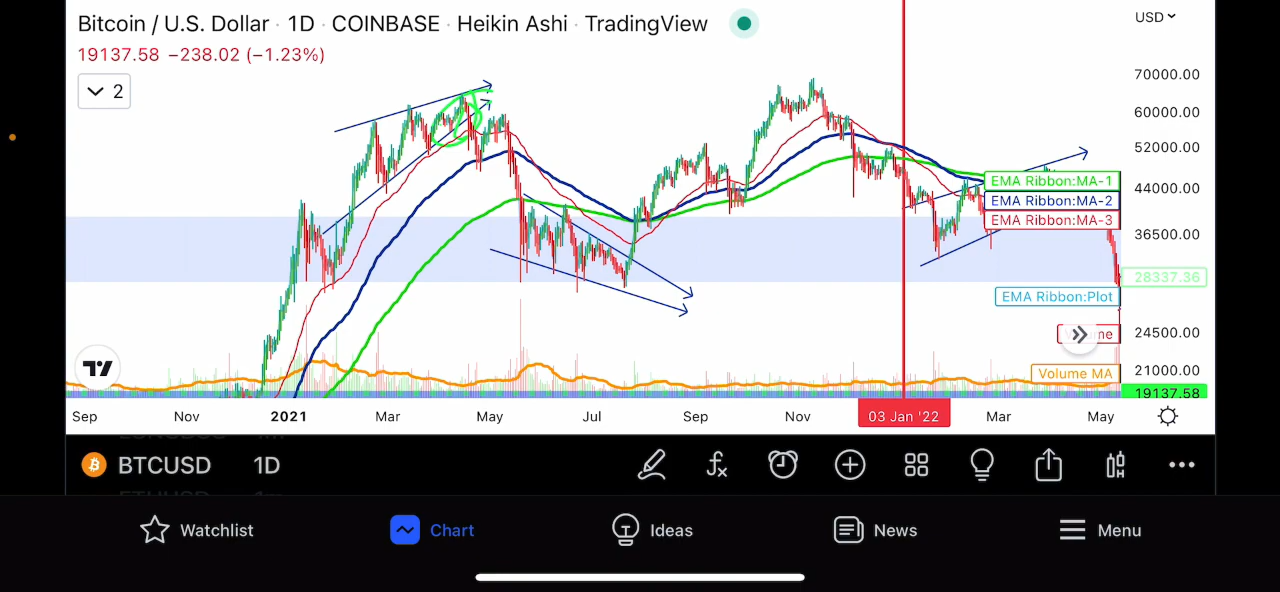 Bitcoin / U.S. Dollar · 1D · COINBASE · Heikin Ashi · TradingView
USD
19137.58 −238.02 (−1.23%)
2
70000.00
60000.00
52000.00
EMA Ribbon:MA-1
44000.00
EMA Ribbon:MA-2
EMA Ribbon:MA-3
36500.00
28337.36
EMA Ribbon:Plot
24500.00
21000.00
Volume MA
19137.58
Sep Nov 2021 Mar May Jul Sep Nov 03 Jan '22 Mar May
BTCUSD 1D
Watchlist Chart Ideas News Menu